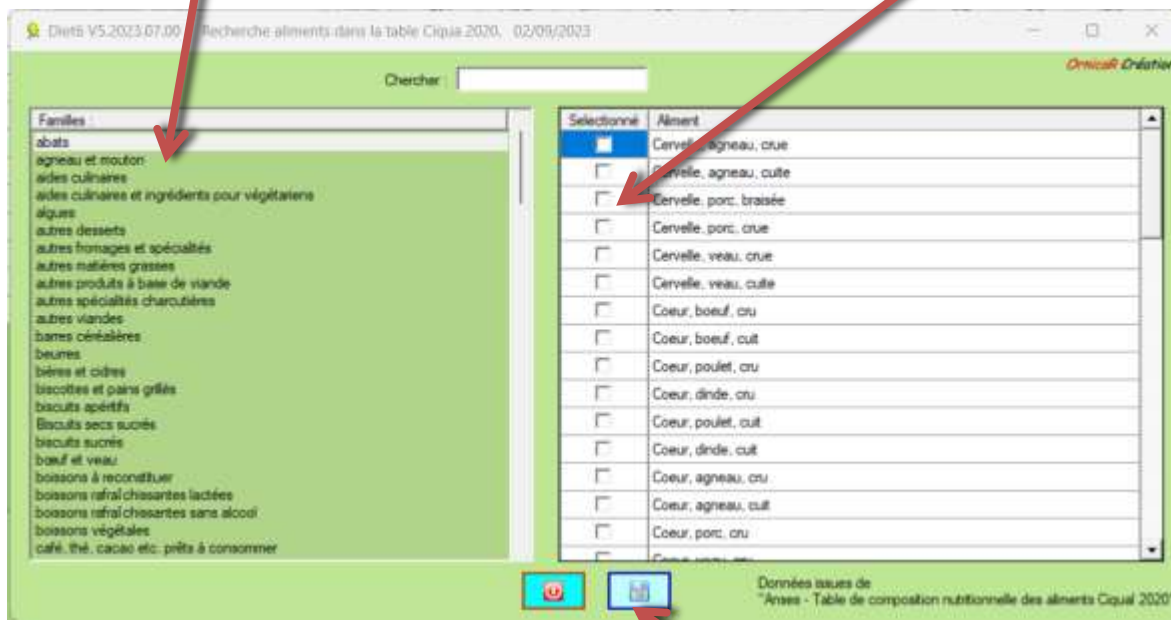 Diet6 V5.2023.07.00 Recherche aliments dans la table Ciqual 2020. 02/09/2023
OrnicaR Création
Chercher :
Familles :
abats
agneau et mouton
aides culinaires
aides culinaires et ingrédients pour végétariens
algues
autres desserts
autres fromages et spécialités
autres matières grasses
autres produits à base de viande
autres spécialités charcutières
autres viandes
barres céréalières
beurres
bières et cidres
biscottes et pains grillés
biscuits apéritifs
Biscuits secs sucrés
biscuits sucrés
bœuf et veau
boissons à reconstituer
boissons rafraîchissantes lactées
boissons rafraîchissantes sans alcool
boissons végétales
café, thé, cacao etc. prêts à consommer
Selectionné Aliment
Cervelle, agneau, crue
Cervelle, agneau, cuite
Cervelle, porc, braisée
Cervelle, porc, crue
Cervelle, veau, crue
Cervelle, veau, cuite
Coeur, boeuf, cru
Coeur, boeuf, cuit
Coeur, poulet, cru
Coeur, dinde, cru
Coeur, poulet, cuit
Coeur, dinde, cuit
Coeur, agneau, cru
Coeur, agneau, cuit
Coeur, porc, cru
Données issues de
"Anses - Table de composition nutritionnelle des aliments Ciqual 2020"